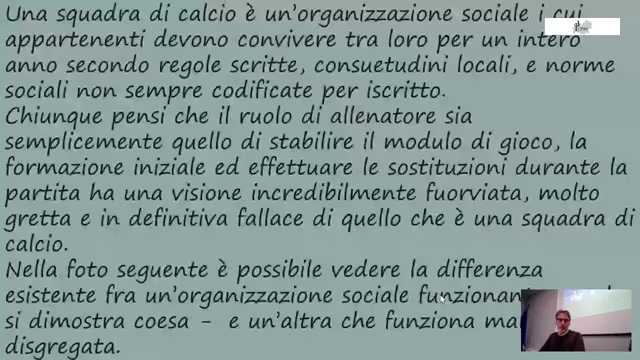 Una squadra di calcio è un'organizzazione sociale i cui
appartenenti devono convivere tra loro per un intero
anno secondo regole scritte, consuetudini locali, e norme
sociali non sempre codificate per iscritto.
Chiunque pensi che il ruolo di allenatore sia
semplicemente quello di stabilire il modulo di gioco, la
formazione iniziale ed effettuare le sostituzioni durante la
partita ha una visione incredibilmente fuorviata, molto
gretta e in definitiva fallace di quello che è una squadra di
calcio.
Nella foto seguente è possibile vedere la differenza
esistente fra un'organizzazione sociale
si dimostra coesa - e un'altra che funziona
disgregata.